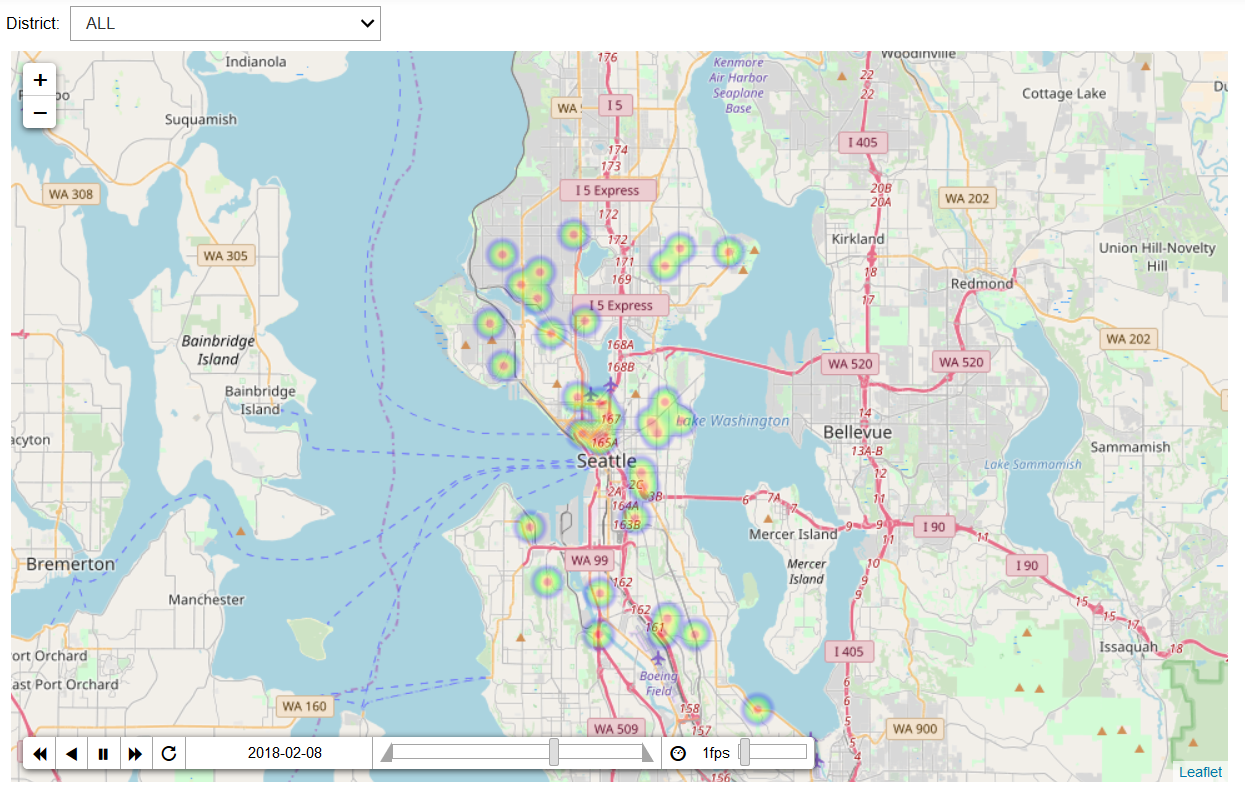 District: ALL
Indianola
176
Kenmore
Air Harbor
Seaplane
Base
Woodinville
22
22
+
−
Cottage Lake
WA
I 5
Suquamish
I 405
174
173
20B
20A
WA 308
I 5 Express
WA 202
172
172
Kirkland
Union Hill-Novelty
Hill
WA 305
171
18
169
Redmond
17
I 5 Express
Bainbridge
Island
168A
WA 202
168B
WA 520
WA 520
Bainbridge
Island
14
167
Lake Washington
Bellevue
165A
13A-B
Sammamish
Seattle
12
Lake Sammamish
2C
2A
3B
6
7A
7
11
164A
163B
9
9
I 90
11
Mercer Island
11
WA 99
10
I 90
Bremerton
Mercer
Island
162
9
9
Manchester
162
15
15
17
161
Issaquah
18
ort Orchard
I 405
ast Port Orchard
Boeing
Field
6
6
WA 160
158
5
WA 509
157
5
WA 900
4
2018-02-08
1fps
156
Leaflet